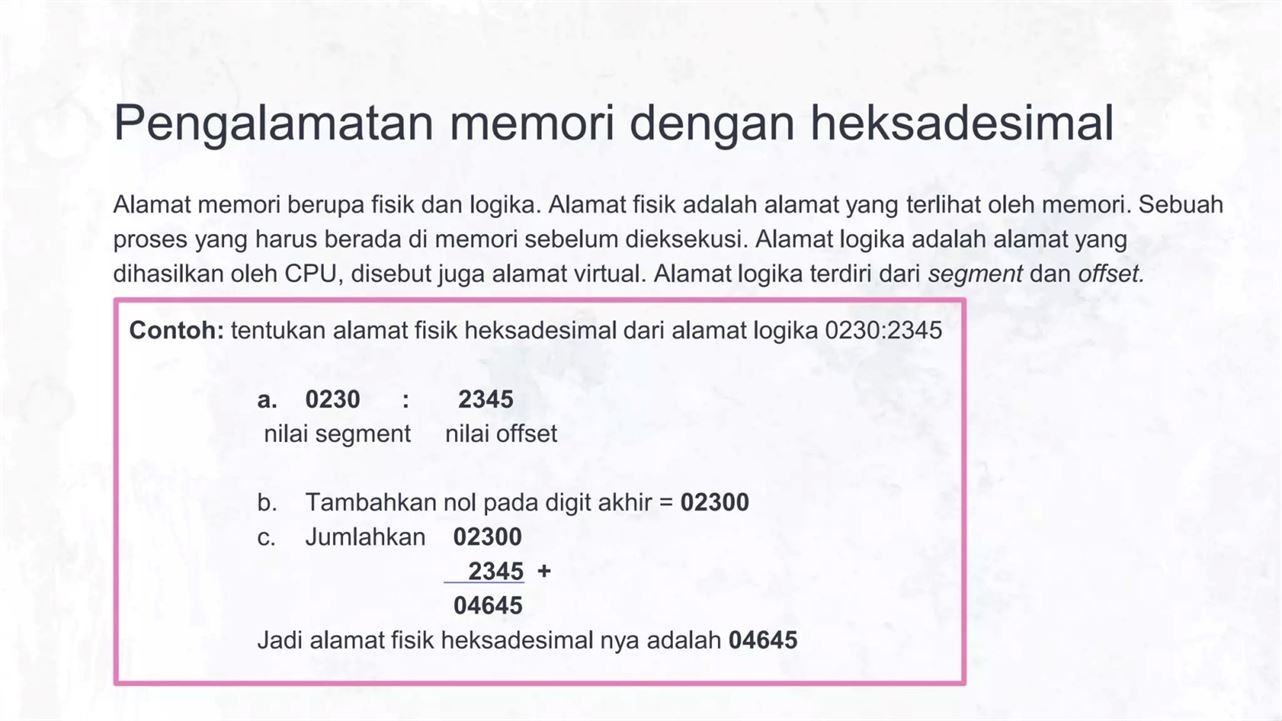 Pengalamatan memori dengan heksadesimal
Alamat memori berupa fisik dan logika. Alamat fisik adalah alamat yang terlihat oleh memori. Sebuah
proses yang harus berada di memori sebelum dieksekusi. Alamat logika adalah alamat yang
dihasilkan oleh CPU, disebut juga alamat virtual. Alamat logika terdiri dari segment dan offset.
Contoh: tentukan alamat fisik heksadesimal dari alamat logika 0230:2345
a. 0230 : 2345
nilai segment nilai offset
b. Tambahkan nol pada digit akhir = 02300
c. Jumlahkan 02300
2345 +
04645
Jadi alamat fisik heksadesimal nya adalah 04645